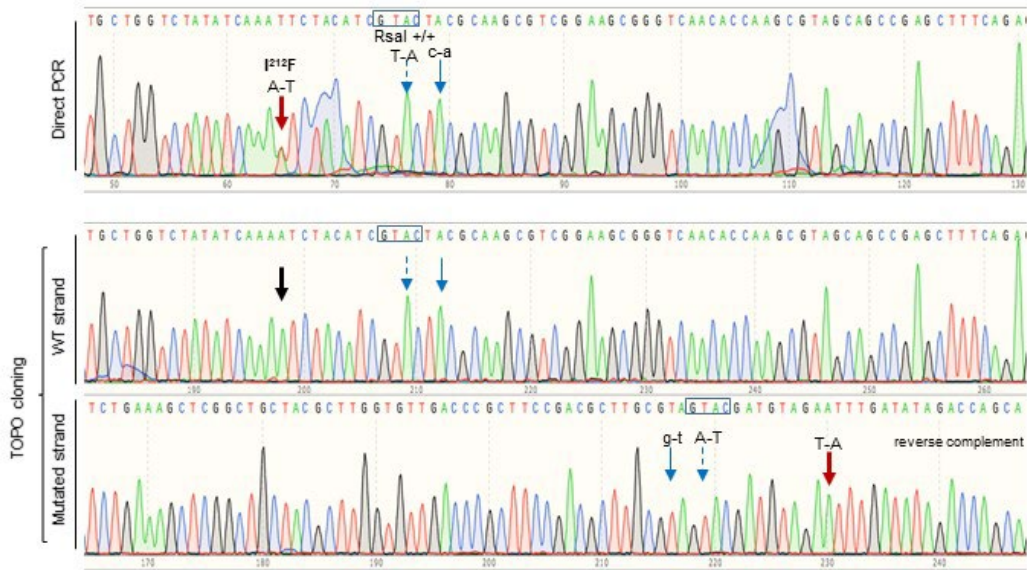 TGCTGGTCTATATCAAATTCTACATCGTACTACGCAAGCGTCGGAAGCGGGTCAACACCAAGCGTAGCAGCCGAGCTTTCAGA
RsaI +/+
I²¹²F T-A c-a
A-T
Direct PCR
50 60 70 80 90 100 110 120 130
TGCTGGTCTATATCAAAATCTACATCGTACTACGCAAGCGTCGGAAGCGGGTCAACACCAAGCGTAGCAGCCGAGCTTTCAGA
WT strand
190 200 210 220 230 240 250 260
TOPO cloning
TCTGAAAGCTCGGCTGCTACGCTTGGTGTTGACCCGCTTCCGACGCTTGCGTAGTACGATGTAGAATTTGATATAGACCAGCA
g-t A-T T-A reverse complement
Mutated strand
170 180 190 200 210 220 230 240